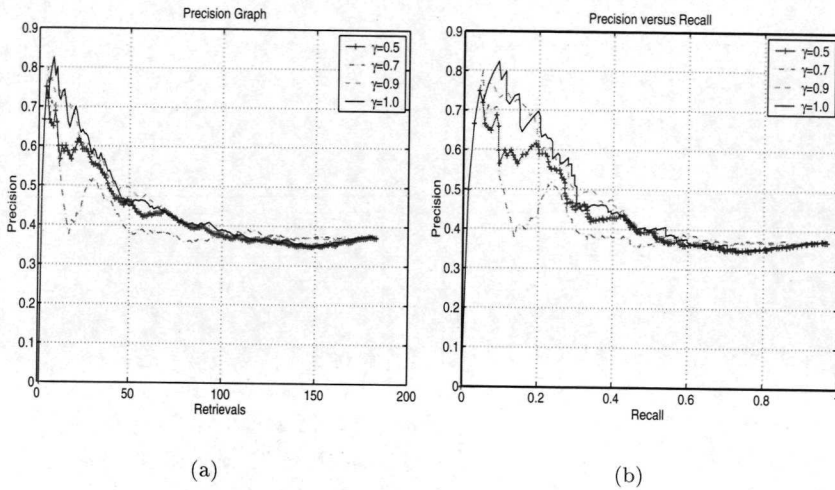 Precision Graph
0.9
0.8
0.7
0.6
0.5
0.4
0.3
0.2
0.1
0
Precision
0
50
100
150
200
Retrievals
γ=0.5
γ=0.7
γ=0.9
γ=1.0
(a)
Precision versus Recall
0.9
0.8
0.7
0.6
0.5
0.4
0.3
0.2
0.1
0
Precision
0
0.2
0.4
0.6
0.8
1
Recall
γ=0.5
γ=0.7
γ=0.9
γ=1.0
(b)